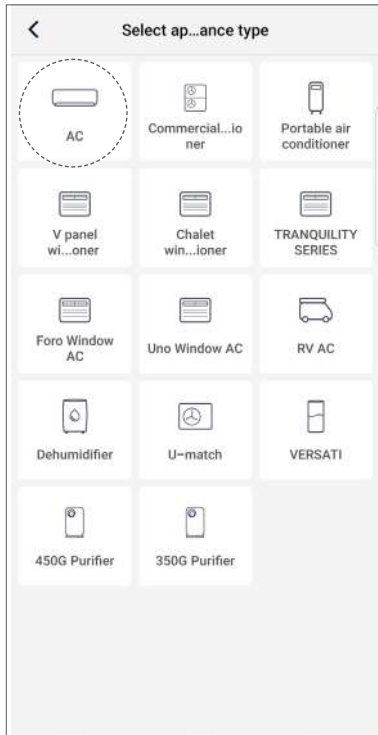 Select ap...ance type
AC
Commercial...io
ner
Portable air
conditioner
V panel
wi...oner
Chalet
win...ioner
TRANQUILITY
SERIES
Foro Window
AC
Uno Window AC
RV AC
Dehumidifier
U-match
VERSATI
450G Purifier
350G Purifier